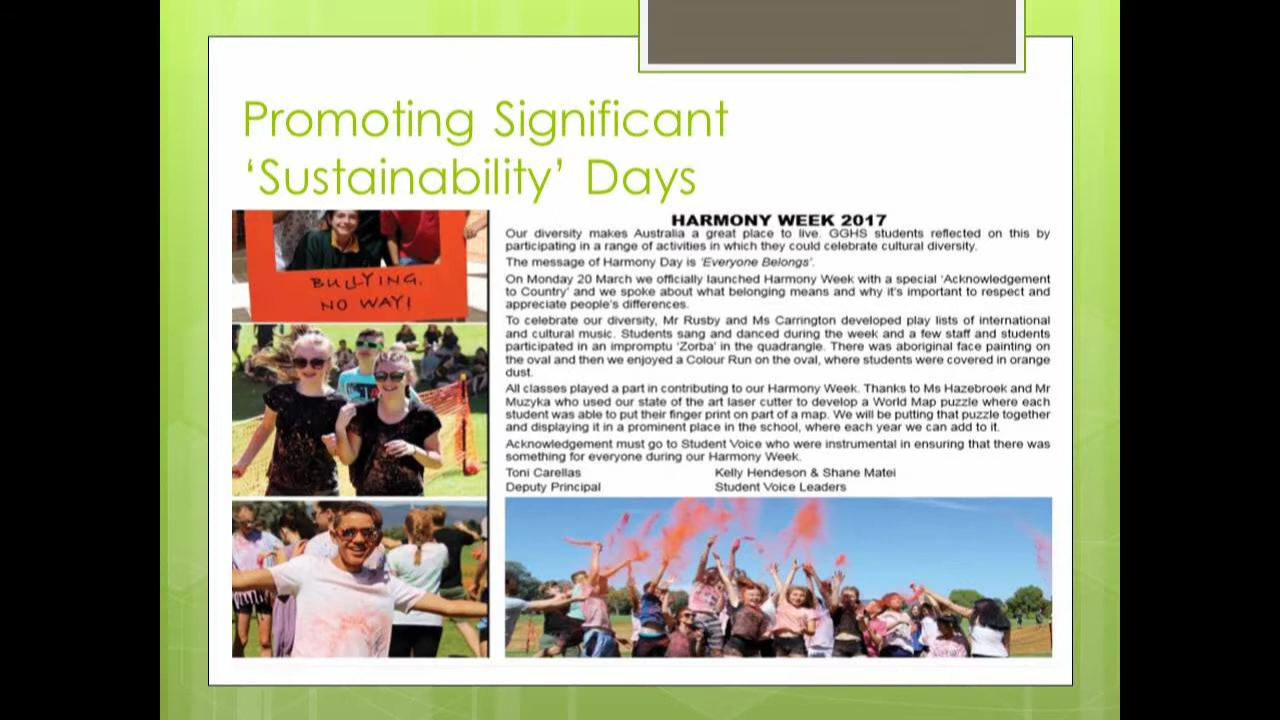 Promoting Significant
‘Sustainability’ Days
BULLYING.
NO WAY!
HARMONY WEEK 2017
Our diversity makes Australia a great place to live. GGHS students reflected on this by
participating in a range of activities in which they could celebrate cultural diversity.
The message of Harmony Day is ‘Everyone Belongs’.
On Monday 20 March we officially launched Harmony Week with a special ‘Acknowledgement
to Country’ and we spoke about what belonging means and why it’s important to respect and
appreciate people’s differences.
To celebrate our diversity, Mr Rusby and Ms Carrington developed play lists of international
and cultural music. Students sang and danced during the week and a few staff and students
participated in an impromptu ‘Zorba’ in the quadrangle. There was aboriginal face painting on
the oval and then we enjoyed a Colour Run on the oval, where students were covered in orange
dust.
All classes played a part in contributing to our Harmony Week. Thanks to Ms Hazebroek and Mr
Muzyka who used our state of the art laser cutter to develop a World Map puzzle where each
student was able to put their finger print on part of a map. We will be putting that puzzle together
and displaying it in a prominent place in the school, where each year we can add to it.
Acknowledgement must go to Student Voice who were instrumental in ensuring that there was
something for everyone during our Harmony Week.
Toni Carellas Kelly Hendeson & Shane Matei
Deputy Principal Student Voice Leaders